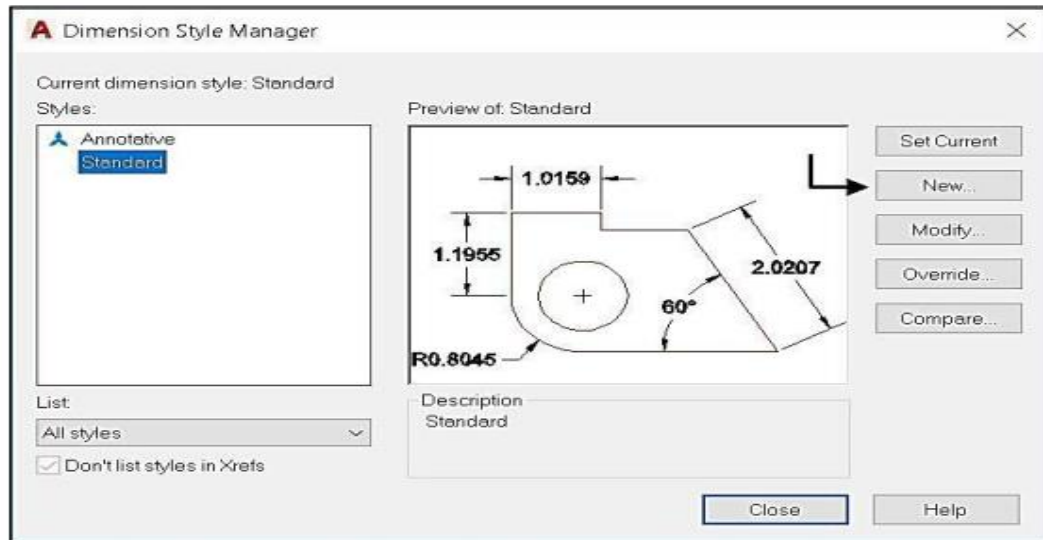 Dimension Style Manager
Current dimension style: Standard
Styles:
Annotative
Standard
Preview of: Standard
1.0159
1.1955
2.0207
60°
R0.8045
Set Current
New...
Modify...
Override...
Compare...
List:
All styles
Don't list styles in Xrefs
Description
Standard
Close
Help